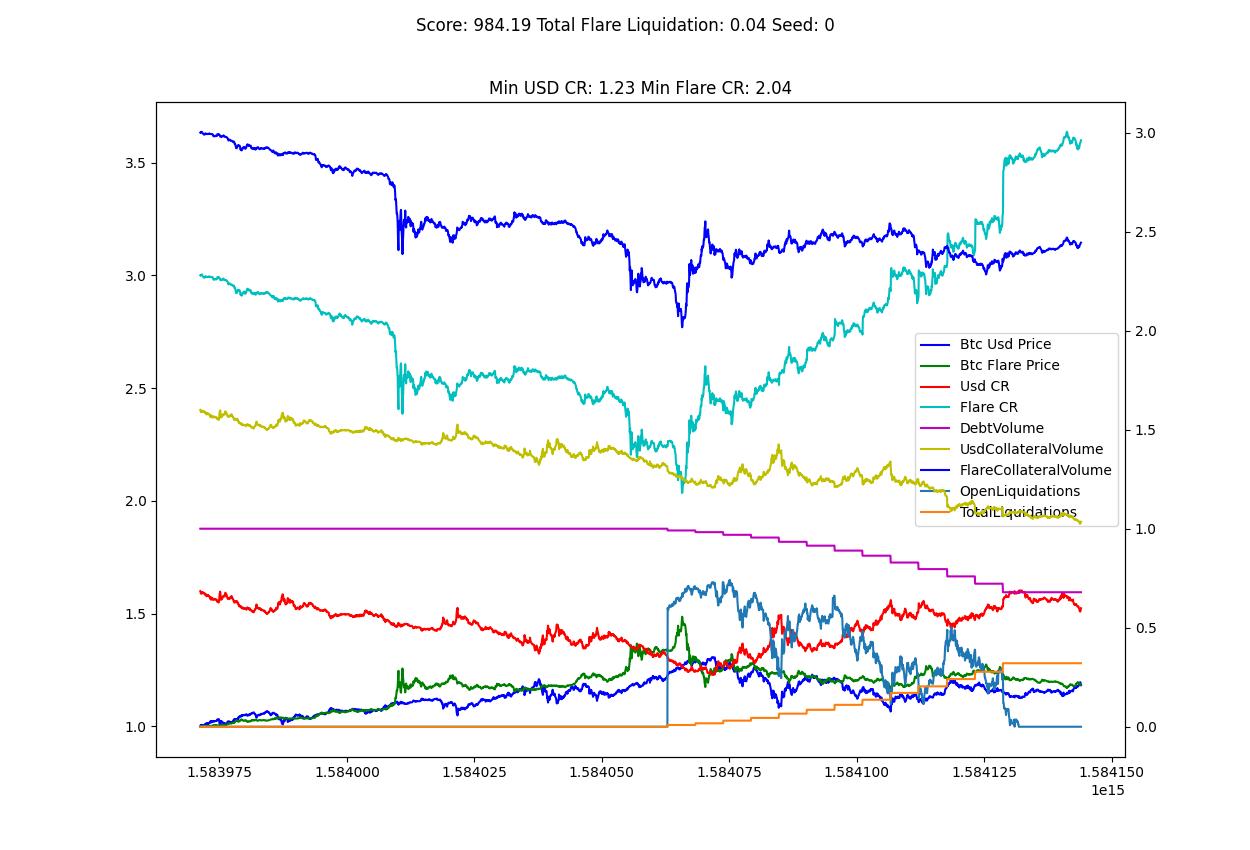 Score: 984.19 Total Flare Liquidation: 0.04 Seed: 0
Min USD CR: 1.23 Min Flare CR: 2.04
3.5
3.0
2.5
2.0
1.5
1.0
3.0
2.5
2.0
1.5
1.0
0.5
0.0
Btc Usd Price
Btc Flare Price
Usd CR
Flare CR
DebtVolume
UsdCollateralVolume
FlareCollateralVolume
OpenLiquidations
TotalLiquidations
1.583975
1.584000
1.584025
1.584050
1.584075
1.584100
1.584125
1.584150
1e15